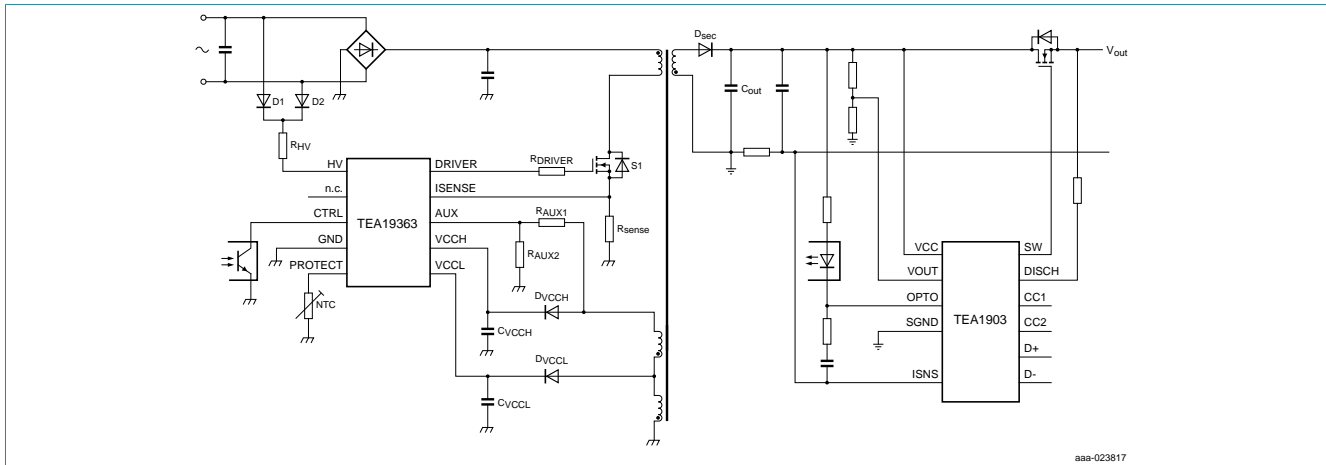 Dsec
Vout
D1
D2
Cout
RHV
HV
DRIVER
RDRIVER
S1
n.c.
ISENSE
CTRL
TEA19363
AUX
RAUX1
Rsense
GND
VCCH
RAUX2
PROTECT
VCCL
NTC
DVCCH
CVCCH
DVCCL
CVCCL
VCC
SW
VOUT
DISCH
OPTO
CC1
TEA1903
SGND
CC2
D+
ISNS
D-
aaa-023817